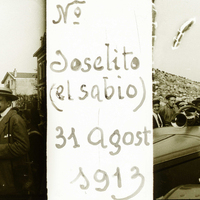 Nº
Joselito
(el sabio)
31 Agost
1913